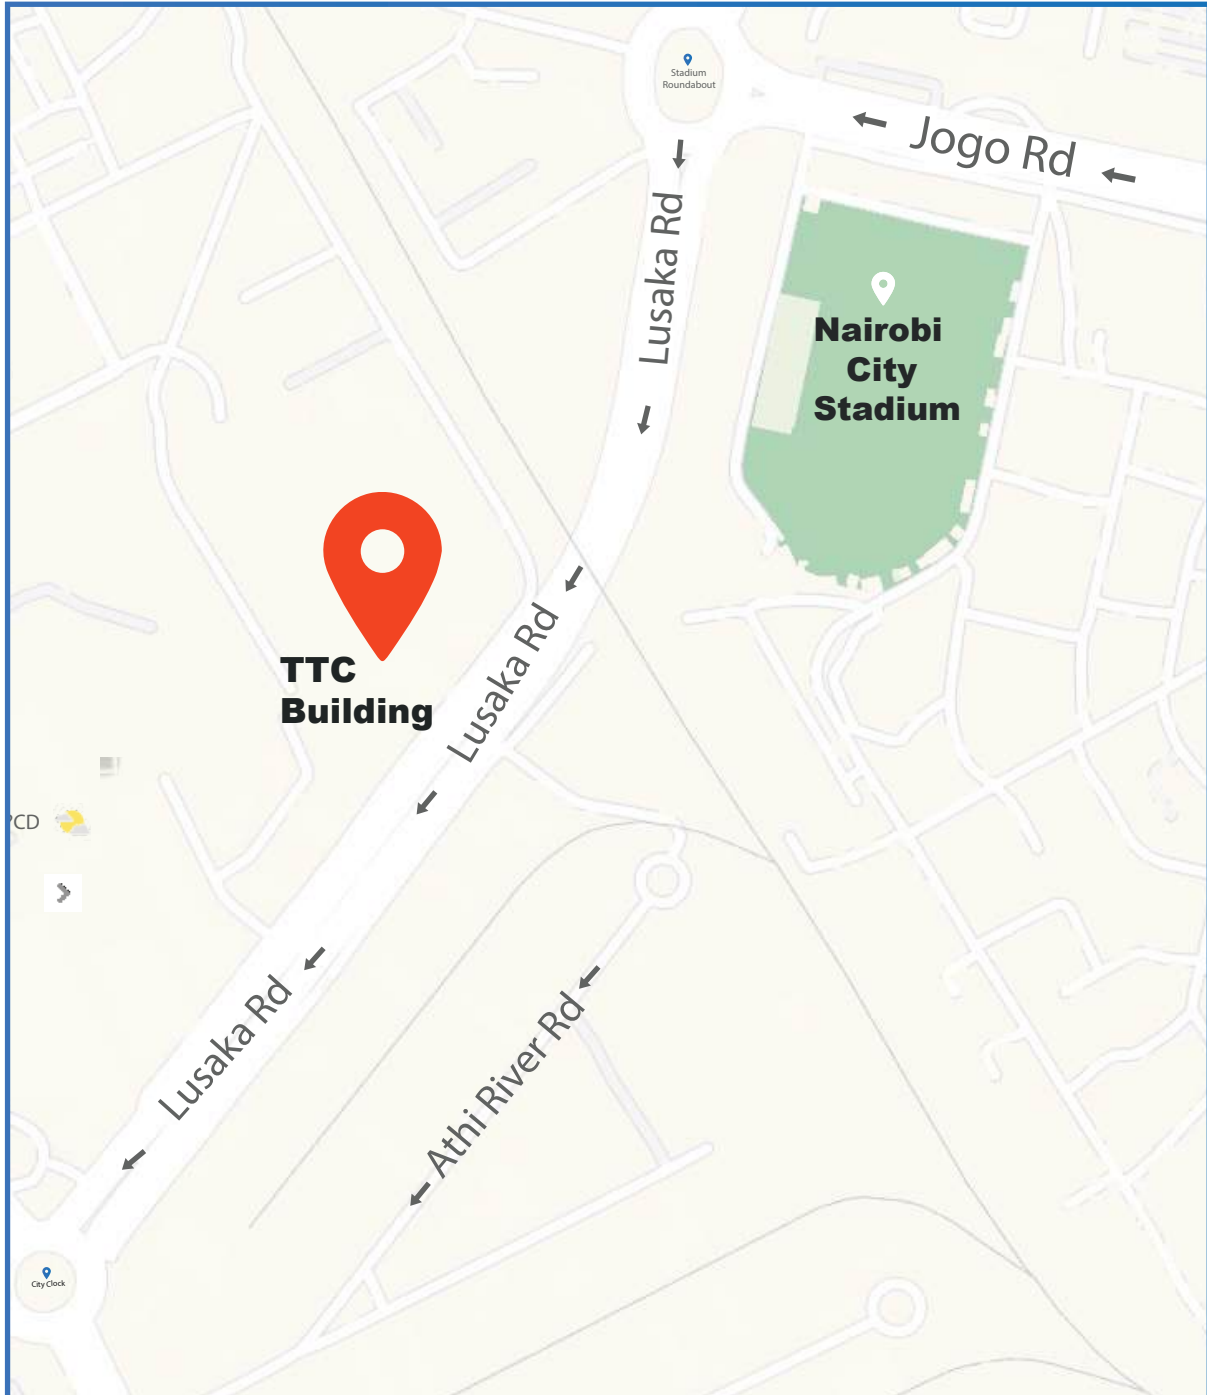 Stadium
Roundabout
Jogo Rd
Lusaka Rd
Nairobi
City
Stadium
Lusaka Rd
TTC
Building
CD
Lusaka Rd
Athi River Rd
City Clock